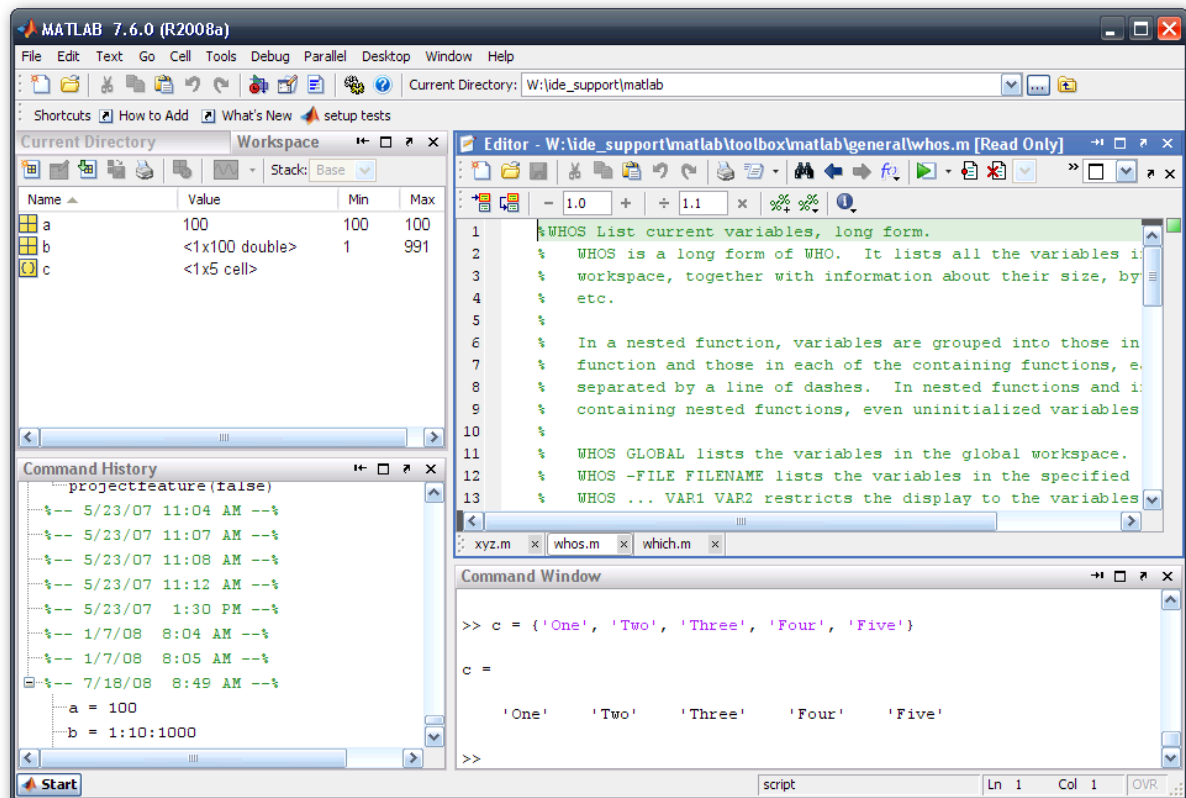 MATLAB 7.6.0 (R2008a)
File Edit Text Go Cell Tools Debug Parallel Desktop Window Help
Current Directory: W:\ide_support\matlab
Shortcuts How to Add What's New setup tests
Current Directory Workspace
Stack: Base
Name Value Min Max
a 100 100 100
b <1x100 double> 1 991
c <1x5 cell>
Command History
projectfeature(false)
%-- 5/23/07 11:04 AM --%
%-- 5/23/07 11:07 AM --%
%-- 5/23/07 11:08 AM --%
%-- 5/23/07 11:12 AM --%
%-- 5/23/07 1:30 PM --%
%-- 1/7/08 8:04 AM --%
%-- 1/7/08 8:05 AM --%
%-- 7/18/08 8:49 AM --%
a = 100
b = 1:10:1000
Editor - W:\ide_support\matlab\toolbox\matlab\general\whos.m [Read Only]
- 1.0 + ÷ 1.1 ×
1 %WHOS List current variables, long form.
2 % WHOS is a long form of WHO. It lists all the variables i
3 % workspace, together with information about their size, by
4 % etc.
5 %
6 % In a nested function, variables are grouped into those in
7 % function and those in each of the containing functions, e
8 % separated by a line of dashes. In nested functions and i
9 % containing nested functions, even uninitialized variables
10 %
11 % WHOS GLOBAL lists the variables in the global workspace.
12 % WHOS -FILE FILENAME lists the variables in the specified
13 % WHOS ... VAR1 VAR2 restricts the display to the variables
xyz.m whos.m which.m
Command Window
>> c = {'One', 'Two', 'Three', 'Four', 'Five'}
c =
'One' 'Two' 'Three' 'Four' 'Five'
>>
Start script Ln 1 Col 1 OVR